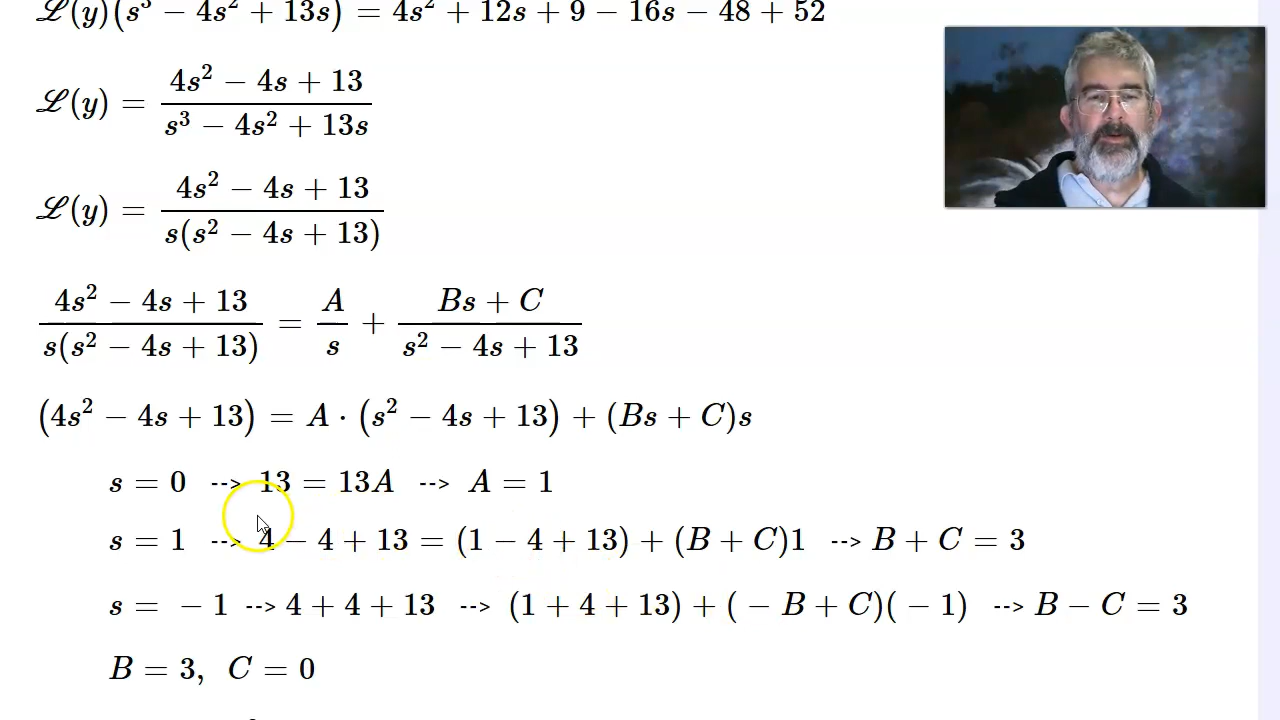 ℒ(y)(s³ − 4s² + 13s) = 4s² + 12s + 9 − 16s − 48 + 52
ℒ(y) = (4s² − 4s + 13)/(s³ − 4s² + 13s)
ℒ(y) = (4s² − 4s + 13)/(s(s² − 4s + 13))
(4s² − 4s + 13)/(s(s² − 4s + 13)) = A/s + (Bs + C)/(s² − 4s + 13)
(4s² − 4s + 13) = A · (s² − 4s + 13) + (Bs + C)s
s = 0 --> 13 = 13A --> A = 1
s = 1 --> 4 − 4 + 13 = (1 − 4 + 13) + (B + C)1 --> B + C = 3
s = − 1 --> 4 + 4 + 13 --> (1 + 4 + 13) + ( − B + C)( − 1) --> B − C = 3
B = 3, C = 0